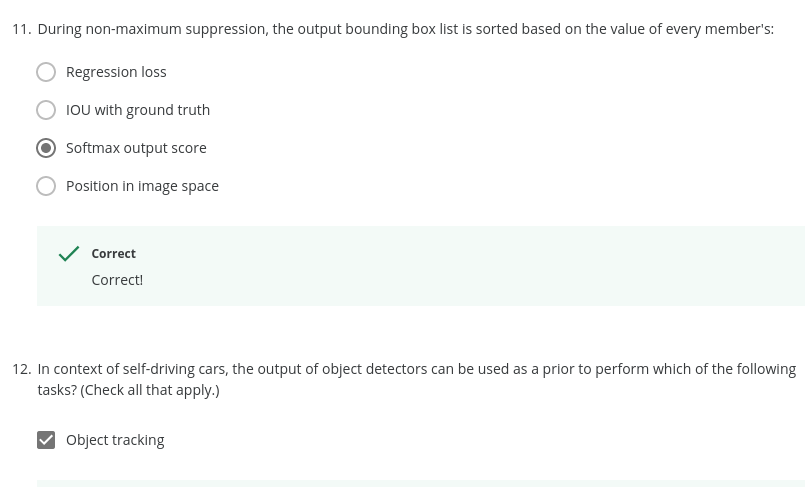 11. During non-maximum suppression, the output bounding box list is sorted based on the value of every member's:
Regression loss
IOU with ground truth
Softmax output score
Position in image space
Correct
Correct!
12. In context of self-driving cars, the output of object detectors can be used as a prior to perform which of the following
tasks? (Check all that apply.)
Object tracking